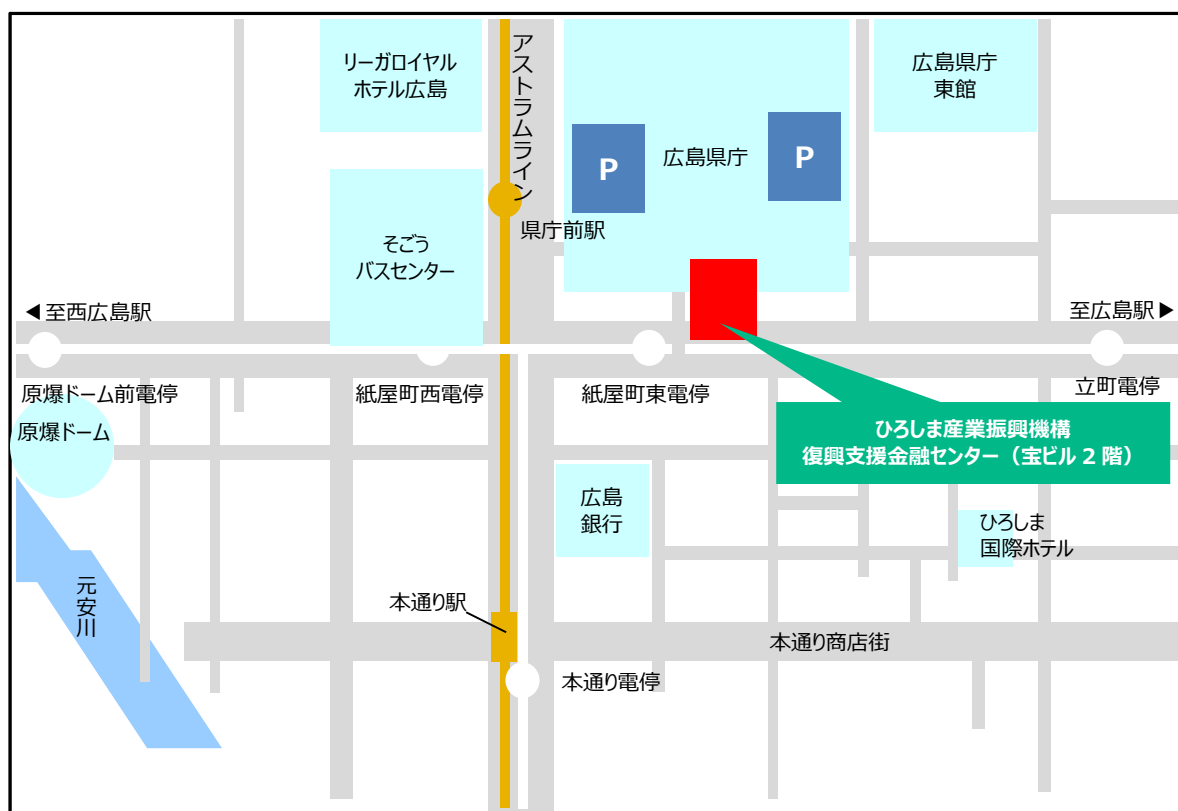 リーガロイヤル
ホテル広島
アストラムライン
広島県庁
東館
P
広島県庁
P
県庁前駅
そごう
バスセンター
◀至西広島駅
至広島駅▶
原爆ドーム前電停
紙屋町西電停
紙屋町東電停
立町電停
原爆ドーム
ひろしま産業振興機構
復興支援金融センター（宝ビル２階）
広島
銀行
ひろしま
国際ホテル
元安川
本通り駅
本通り商店街
本通り電停